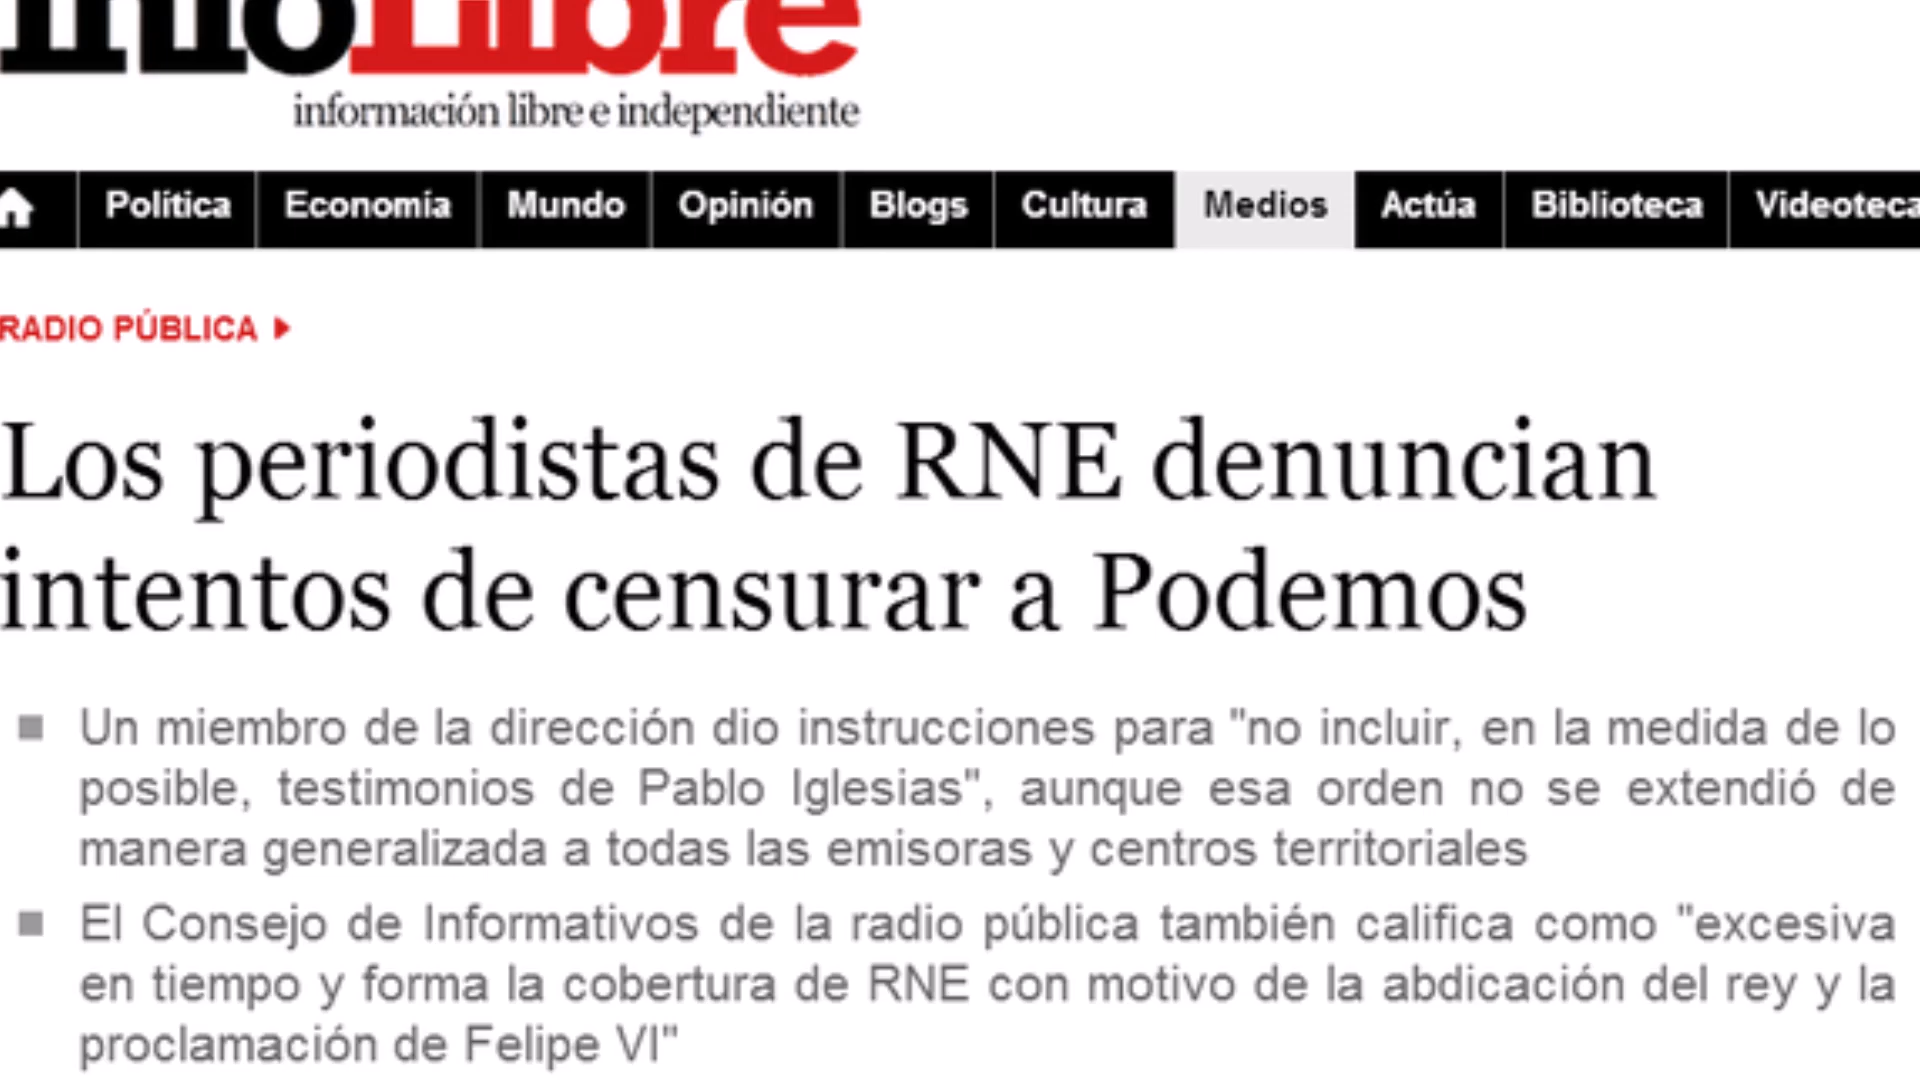 infoLibre
información libre e independiente
Política Economía Mundo Opinión Blogs Cultura Medios Actúa Biblioteca Videoteca
RADIO PÚBLICA
Los periodistas de RNE denuncian
intentos de censurar a Podemos
Un miembro de la dirección dio instrucciones para "no incluir, en la medida de lo
posible, testimonios de Pablo Iglesias", aunque esa orden no se extendió de
manera generalizada a todas las emisoras y centros territoriales
El Consejo de Informativos de la radio pública también califica como "excesiva
en tiempo y forma la cobertura de RNE con motivo de la abdicación del rey y la
proclamación de Felipe VI"